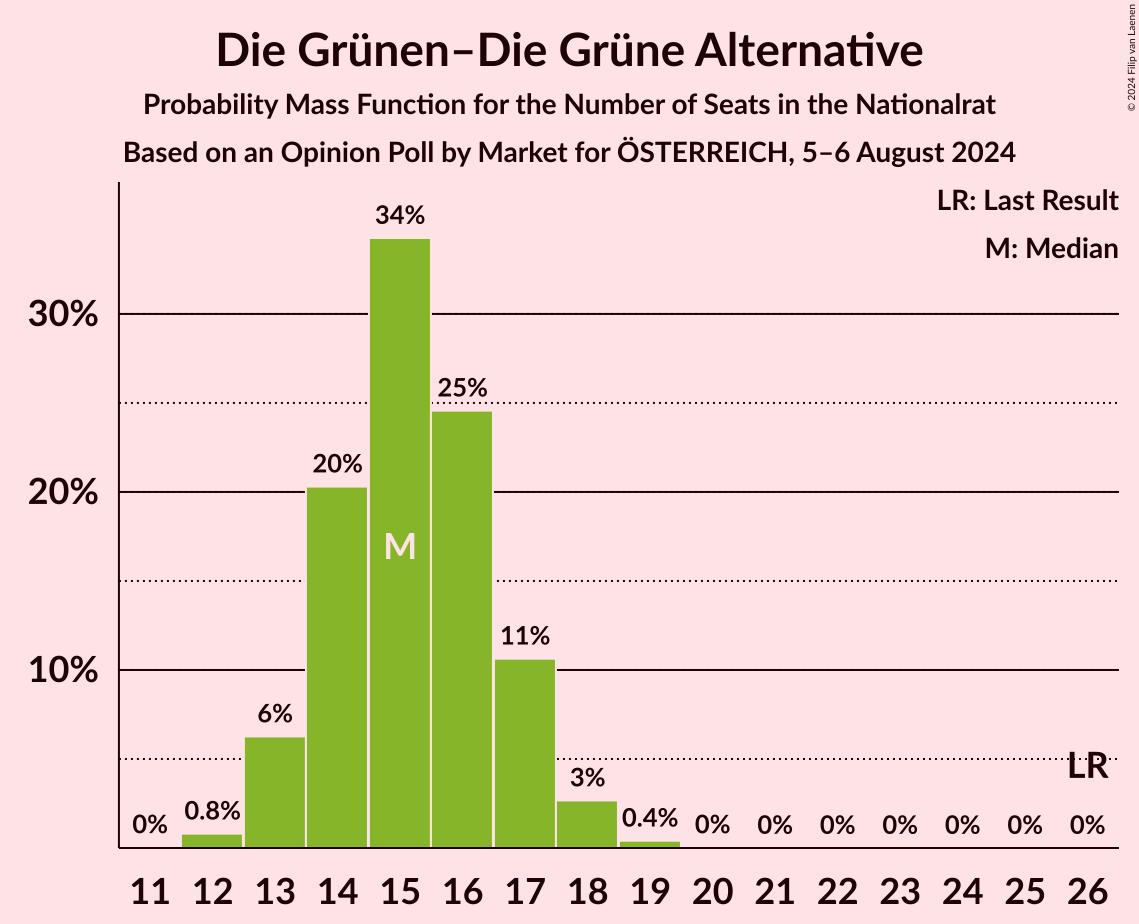 Die Grünen–Die Grüne Alternative
Probability Mass Function for the Number of Seats in the Nationalrat
Based on an Opinion Poll by Market for ÖSTERREICH, 5–6 August 2024
© 2024 Filip van Laenen
LR: Last Result
M: Median
34%
30%
25%
20%
20%
M
11%
10%
6%
LR
3%
0% 0.8% 0.4% 0% 0% 0% 0% 0% 0% 0%
11 12 13 14 15 16 17 18 19 20 21 22 23 24 25 26